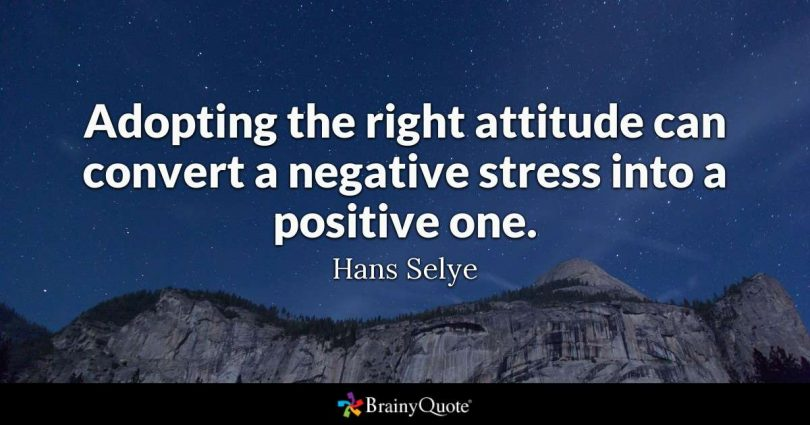 Adopting the right attitude can
convert a negative stress into a
positive one.
Hans Selye
BrainyQuote®